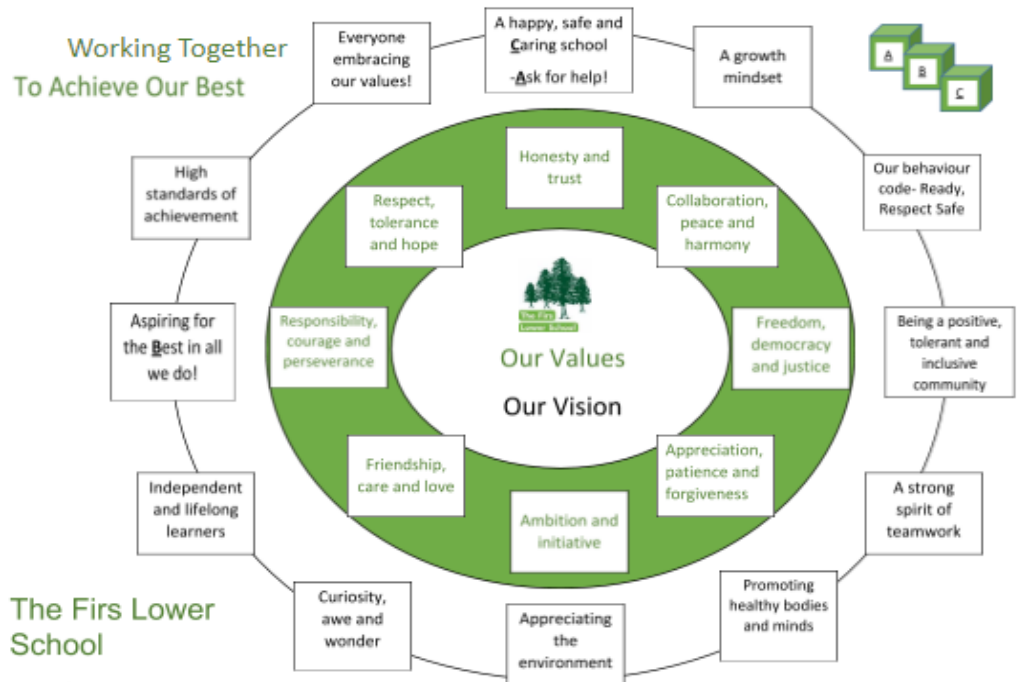 Working Together
To Achieve Our Best
Everyone
embracing
our values!
A happy, safe and
Caring school
-Ask for help!
A growth
mindset
A
B
C
High
standards of
achievement
Our behaviour
code- Ready,
Respect Safe
Aspiring for
the Best in all
we do!
Being a positive,
tolerant and
inclusive
community
Independent
and lifelong
learners
A strong
spirit of
teamwork
Curiosity,
awe and
wonder
Appreciating
the
environment
Promoting
healthy bodies
and minds
Honesty and
trust
Respect,
tolerance
and hope
Collaboration,
peace and
harmony
Responsibility,
courage and
perseverance
Freedom,
democracy
and justice
Friendship,
care and love
Appreciation,
patience and
forgiveness
Ambition and
initiative
The Firs
Lower School
Our Values
Our Vision
The Firs Lower
School